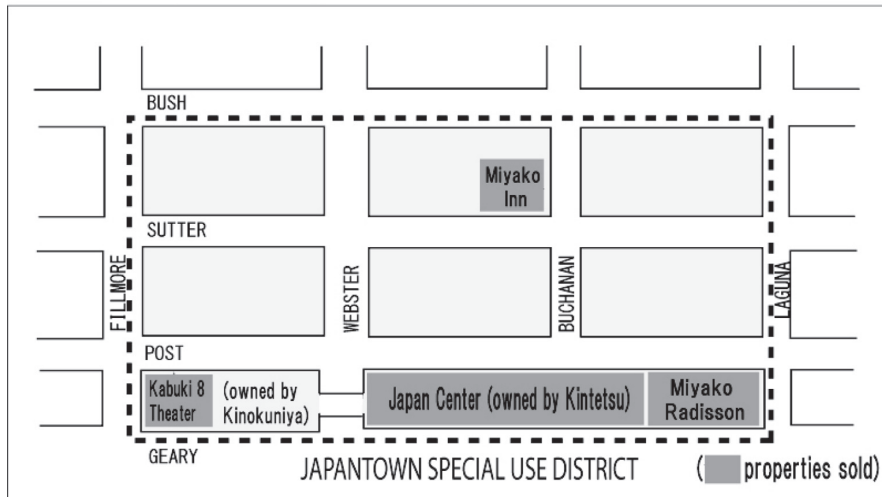 BUSH
Miyako
Inn
SUTTER
FILLMORE
WEBSTER
BUCHANAN
LAGUNA
POST
Kabuki 8
Theater
(owned by
Kinokuniya)
Japan Center (owned by Kintetsu)
Miyako
Radisson
GEARY
JAPANTOWN SPECIAL USE DISTRICT
( properties sold)